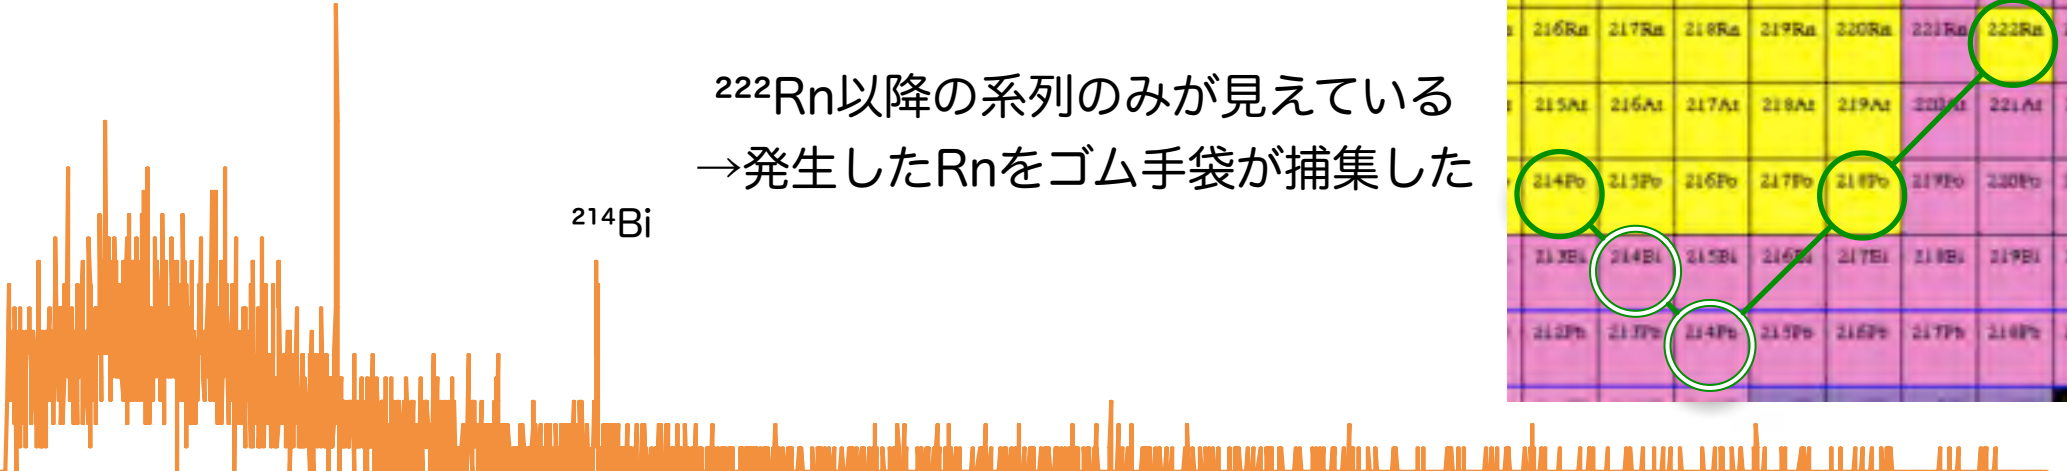 ²²²Rn以降の系列のみが見えている
→発生したRnをゴム手袋が捕集した
²¹⁴Bi
216Rn 217Rn 218Rn 219Rn 220Rn 221Rn 222Rn
215At 216At 217At 218At 219At 220At 221At
214Po 215Po 216Po 217Po 218Po 219Po 220Po
213Bi 214Bi 215Bi 216Bi 217Bi 218Bi 219Bi
212Pb 213Pb 214Pb 215Pb 216Pb 217Pb 218Pb